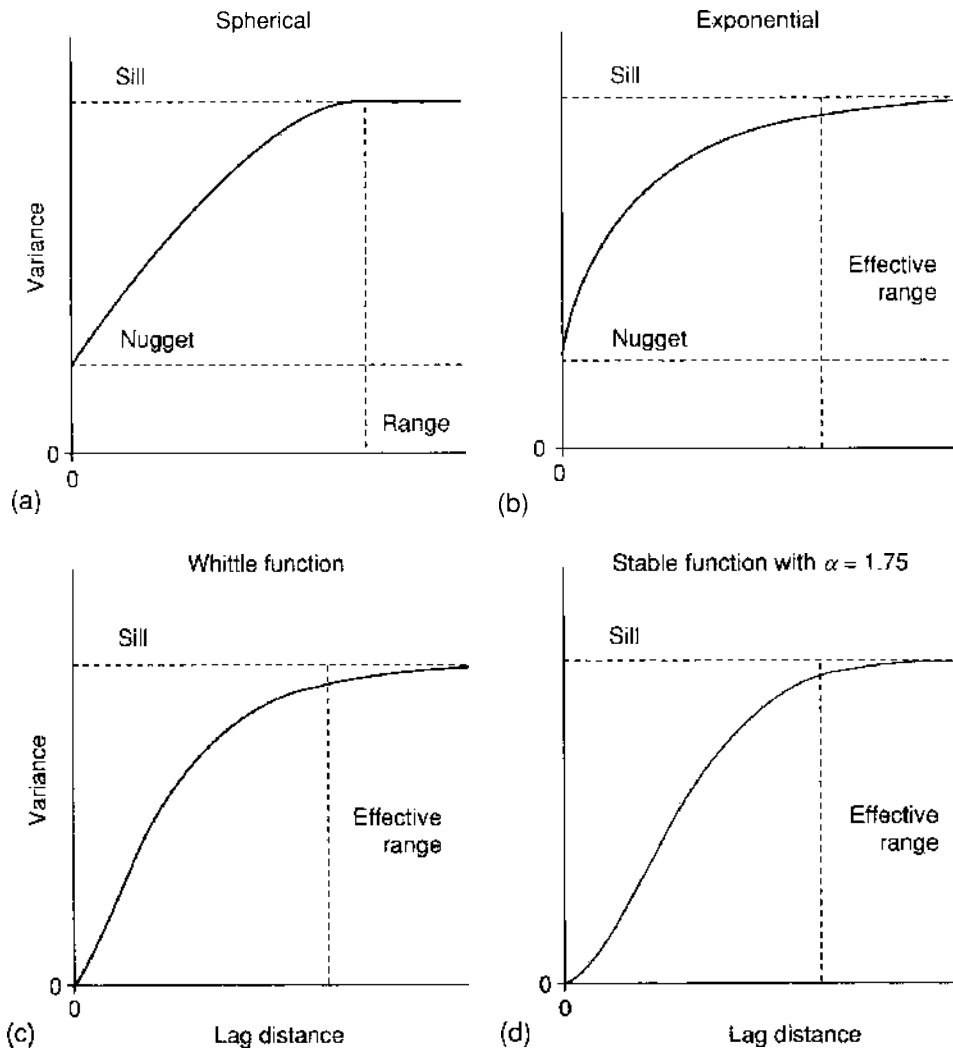 Spherical
Sill
Variance
Nugget
Range
0
0
(a)
Exponential
Sill
Effective
range
Nugget
0
0
(b)
Whittle function
Sill
Variance
Effective
range
0
0
Lag distance
(c)
Stable function with α = 1.75
Sill
Effective
range
0
0
Lag distance
(d)